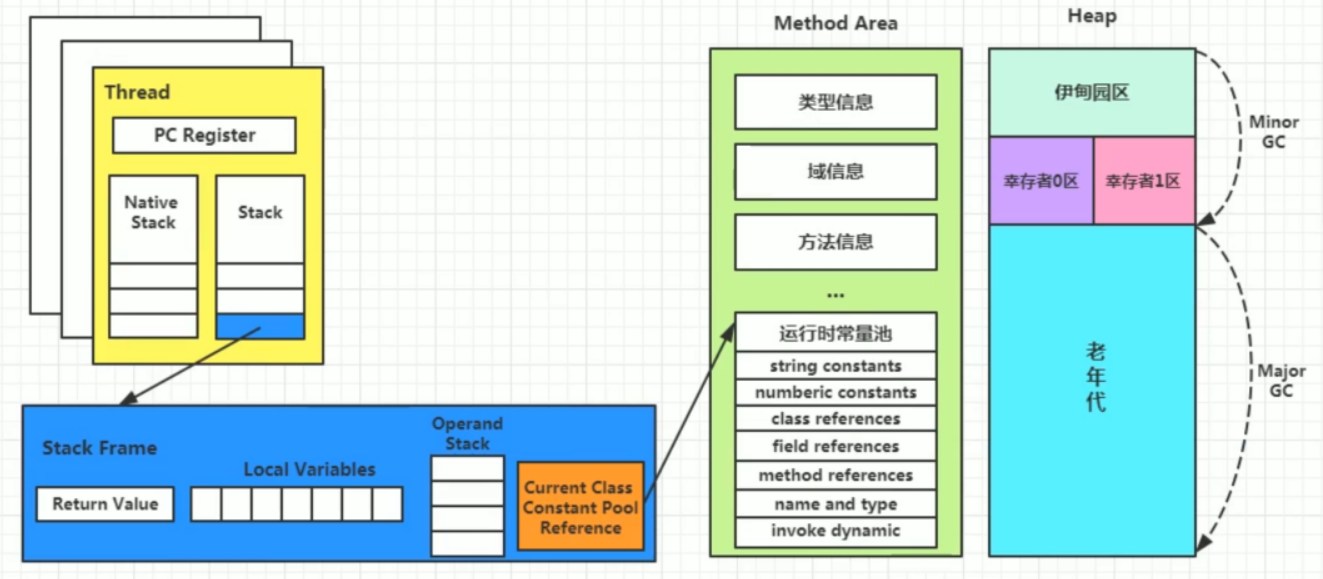 Thread
PC Register
Native
Stack
Stack
Stack Frame
Return Value
Local Variables
Operand
Stack
Current Class
Constant Pool
Reference
Method Area
类型信息
域信息
方法信息
...
运行时常量池
string constants
numberic constants
class references
field references
method references
name and type
invoke dynamic
Heap
伊甸园区
幸存者0区
幸存者1区
老
年
代
Minor
GC
Major
GC